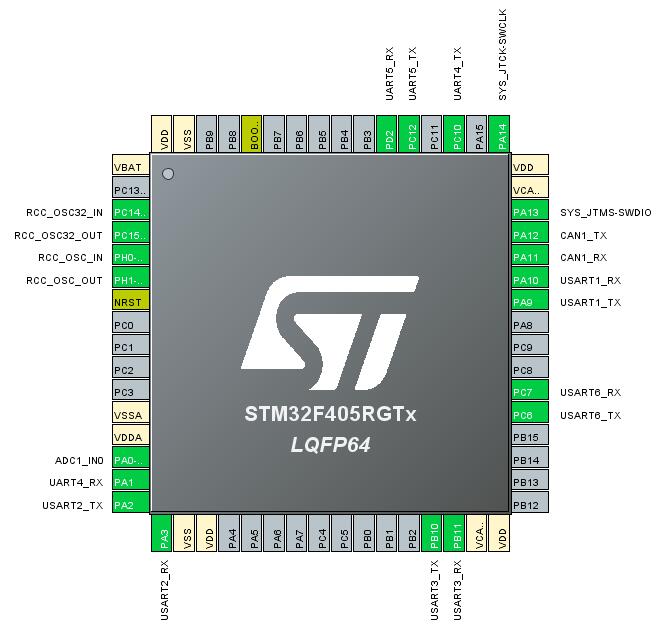 UART5_RX
UART5_TX
UART4_TX
SYS_JTCK-SWCLK
VDD
VSS
PB9
PB8
BOO..
PB7
PB6
PB5
PB4
PB3
PD2
PC12
PC11
PC10
PA15
PA14
VBAT
PC13..
RCC_OSC32_IN PC14..
RCC_OSC32_OUT PC15..
RCC_OSC_IN PH0-..
RCC_OSC_OUT PH1-..
NRST
PC0
PC1
PC2
PC3
VSSA
VDDA
ADC1_IN0 PA0-..
UART4_RX PA1
USART2_TX PA2
VDD
VCA..
PA13 SYS_JTMS-SWDIO
PA12 CAN1_TX
PA11 CAN1_RX
PA10 USART1_RX
PA9 USART1_TX
PA8
PC9
PC8
PC7 USART6_RX
PC6 USART6_TX
PB15
PB14
PB13
PB12
ST
STM32F405RGTx
LQFP64
PA3
VSS
VDD
PA4
PA5
PA6
PA7
PC4
PC5
PB0
PB1
PB2
PB10
PB11
VCA..
VDD
USART2_RX
USART3_TX
USART3_RX